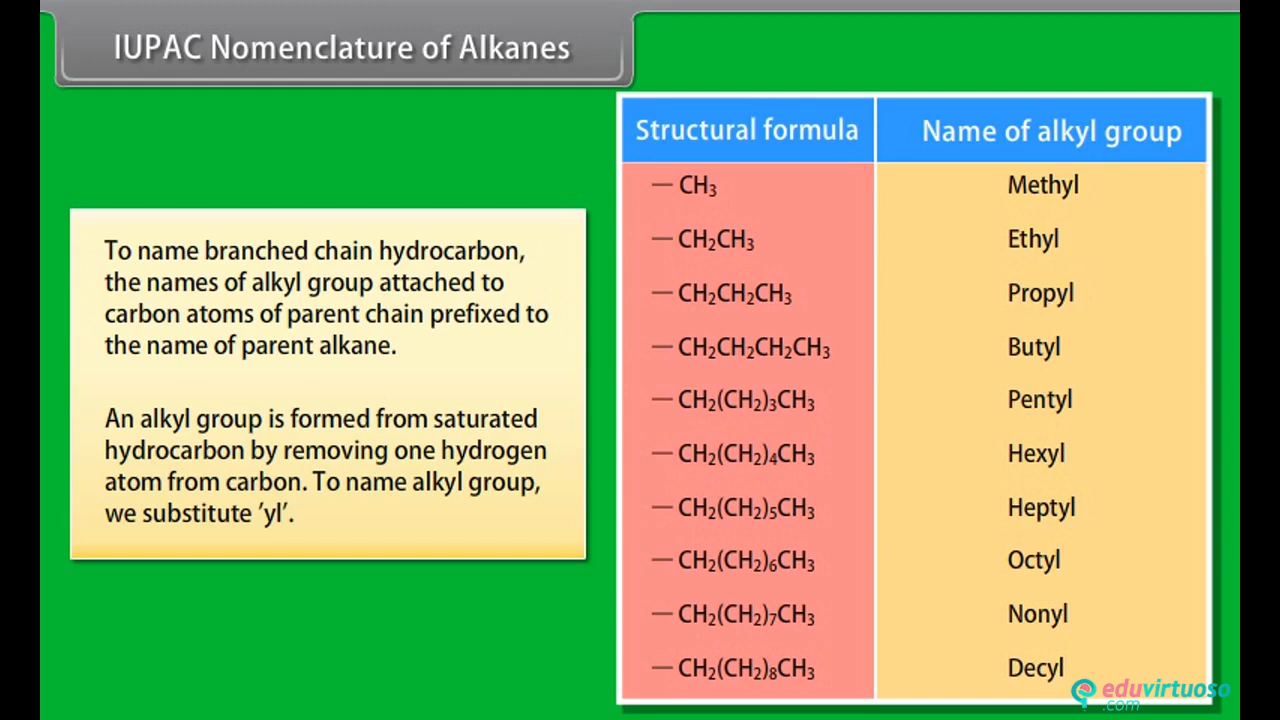 IUPAC Nomenclature of Alkanes
To name branched chain hydrocarbon,
the names of alkyl group attached to
carbon atoms of parent chain prefixed to
the name of parent alkane.
An alkyl group is formed from saturated
hydrocarbon by removing one hydrogen
atom from carbon. To name alkyl group,
we substitute ‘yl’.
Structural formula Name of alkyl group
— CH₃ Methyl
— CH₂CH₃ Ethyl
— CH₂CH₂CH₃ Propyl
— CH₂CH₂CH₂CH₃ Butyl
— CH₂(CH₂)₃CH₃ Pentyl
— CH₂(CH₂)₄CH₃ Hexyl
— CH₂(CH₂)₅CH₃ Heptyl
— CH₂(CH₂)₆CH₃ Octyl
— CH₂(CH₂)₇CH₃ Nonyl
— CH₂(CH₂)₈CH₃ Decyl
eduvirtuoso
.com